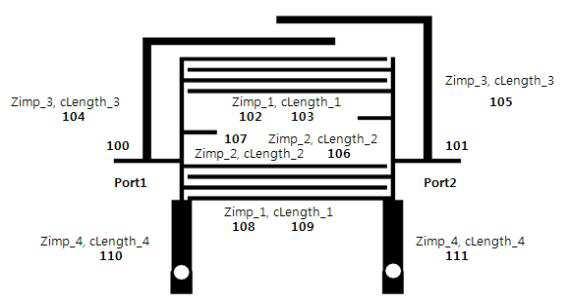 Zimp_3, cLength_3
104
Zimp_3, cLength_3
105
Zimp_1, cLength_1
102 103
100
107
Zimp_2, cLength_2
101
Zimp_2, cLength_2
106
Port1
Port2
Zimp_1, cLength_1
108 109
Zimp_4, cLength_4
110
Zimp_4, cLength_4
111